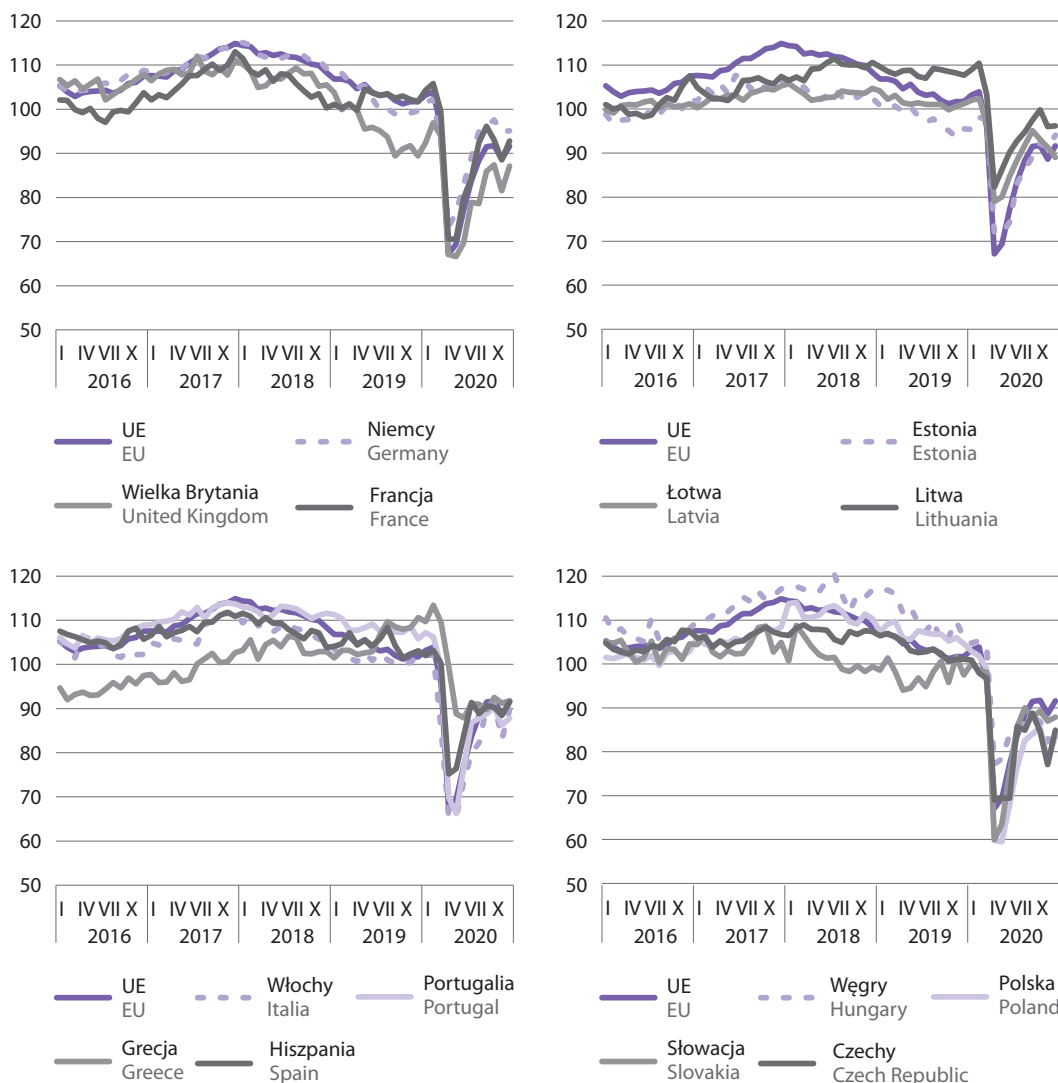 120
110
100
90
80
70
60
50
I IV VII X I IV VII X I IV VII X I IV VII X I IV VII X
2016 2017 2018 2019 2020
UE
EU
Niemcy
Germany
Wielka Brytania
United Kingdom
Francja
France
120
110
100
90
80
70
60
50
I IV VII X I IV VII X I IV VII X I IV VII X I IV VII X
2016 2017 2018 2019 2020
UE
EU
Estonia
Estonia
Łotwa
Latvia
Litwa
Lithuania
120
110
100
90
80
70
60
50
I IV VII X I IV VII X I IV VII X I IV VII X I IV VII X
2016 2017 2018 2019 2020
UE
EU
Włochy
Italia
Portugalia
Portugal
Grecja
Greece
Hiszpania
Spain
120
110
100
90
80
70
60
50
I IV VII X I IV VII X I IV VII X I IV VII X I IV VII X
2016 2017 2018 2019 2020
UE
EU
Węgry
Hungary
Polska
Poland
Słowacja
Slovakia
Czechy
Czech Republic